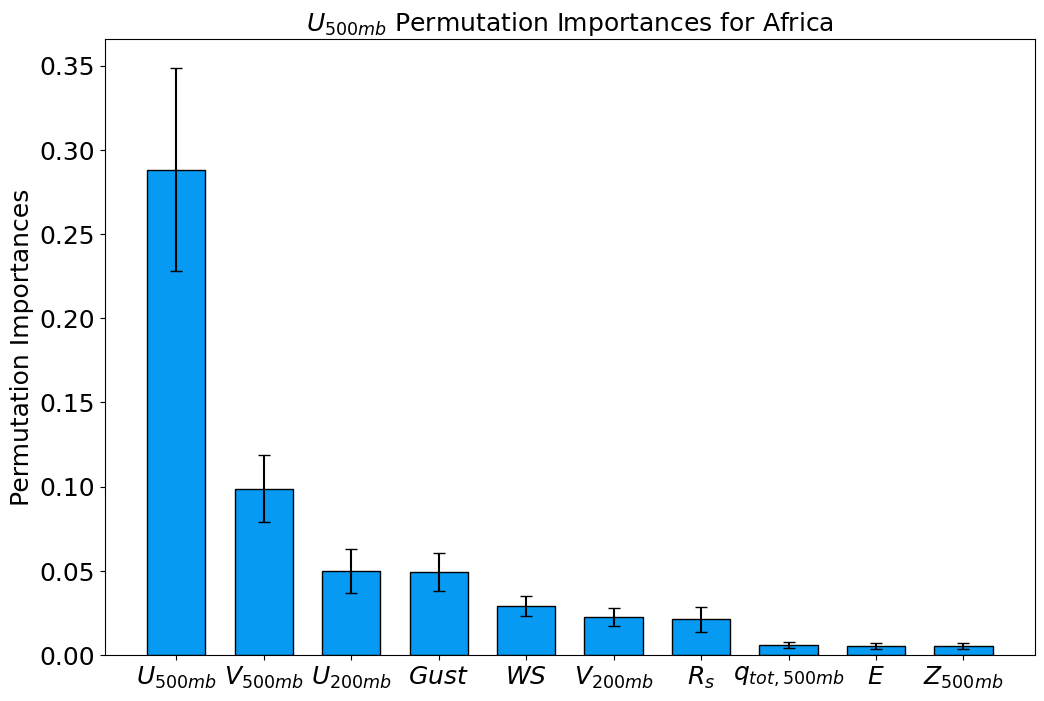 U500mb Permutation Importances for Africa
Permutation Importances
0.35
0.30
0.25
0.20
0.15
0.10
0.05
0.00
U500mb V500mb U200mb Gust WS V200mb Rs qtot,500mb E Z500mb